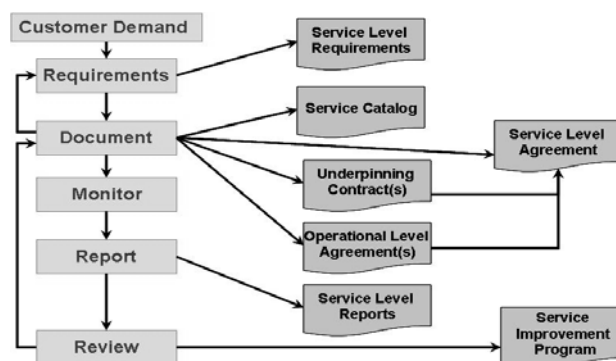 Customer Demand
Service Level
Requirements
Requirements
Service Catalog
Document
Service Level
Agreement
Underpinning
Contract(s)
Monitor
Operational Level
Agreement(s)
Report
Service Level
Reports
Review
Service
Improvement
Program